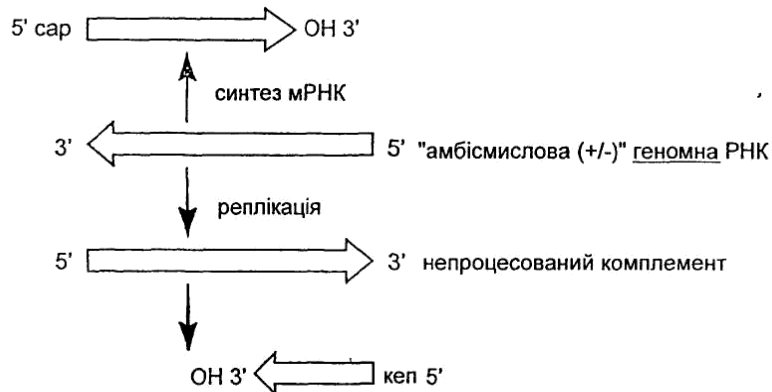 5' cap OH 3'
синтез мРНК
3' 5' "амбісмислова (+/-)" геномна РНК
реплікація
5' 3' непроцесований комплемент
OH 3' кеп 5'